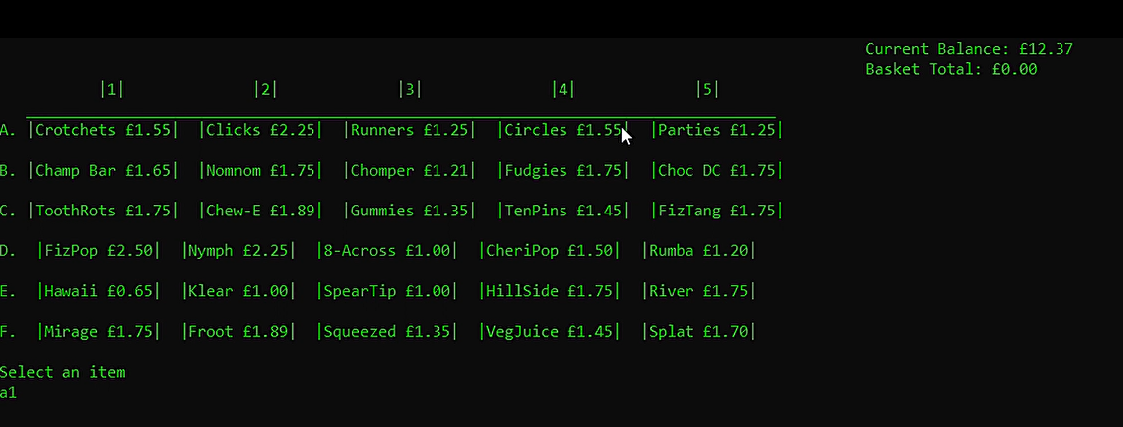 Current Balance: £12.37
Basket Total: £0.00
|1| |2| |3| |4| |5|
A. |Crotchets £1.55| |Clicks £2.25| |Runners £1.25| |Circles £1.55| |Parties £1.25|
B. |Champ Bar £1.65| |Nomnom £1.75| |Chomper £1.21| |Fudgies £1.75| |Choc DC £1.75|
C. |ToothRots £1.75| |Chew-E £1.89| |Gummies £1.35| |TenPins £1.45| |FizTang £1.75|
D. |FizPop £2.50| |Nymph £2.25| |8-Across £1.00| |CheriPop £1.50| |Rumba £1.20|
E. |Hawaii £0.65| |Klear £1.00| |SpearTip £1.00| |HillSide £1.75| |River £1.75|
F. |Mirage £1.75| |Froot £1.89| |Squeezed £1.35| |VegJuice £1.45| |Splat £1.70|
Select an item
a1